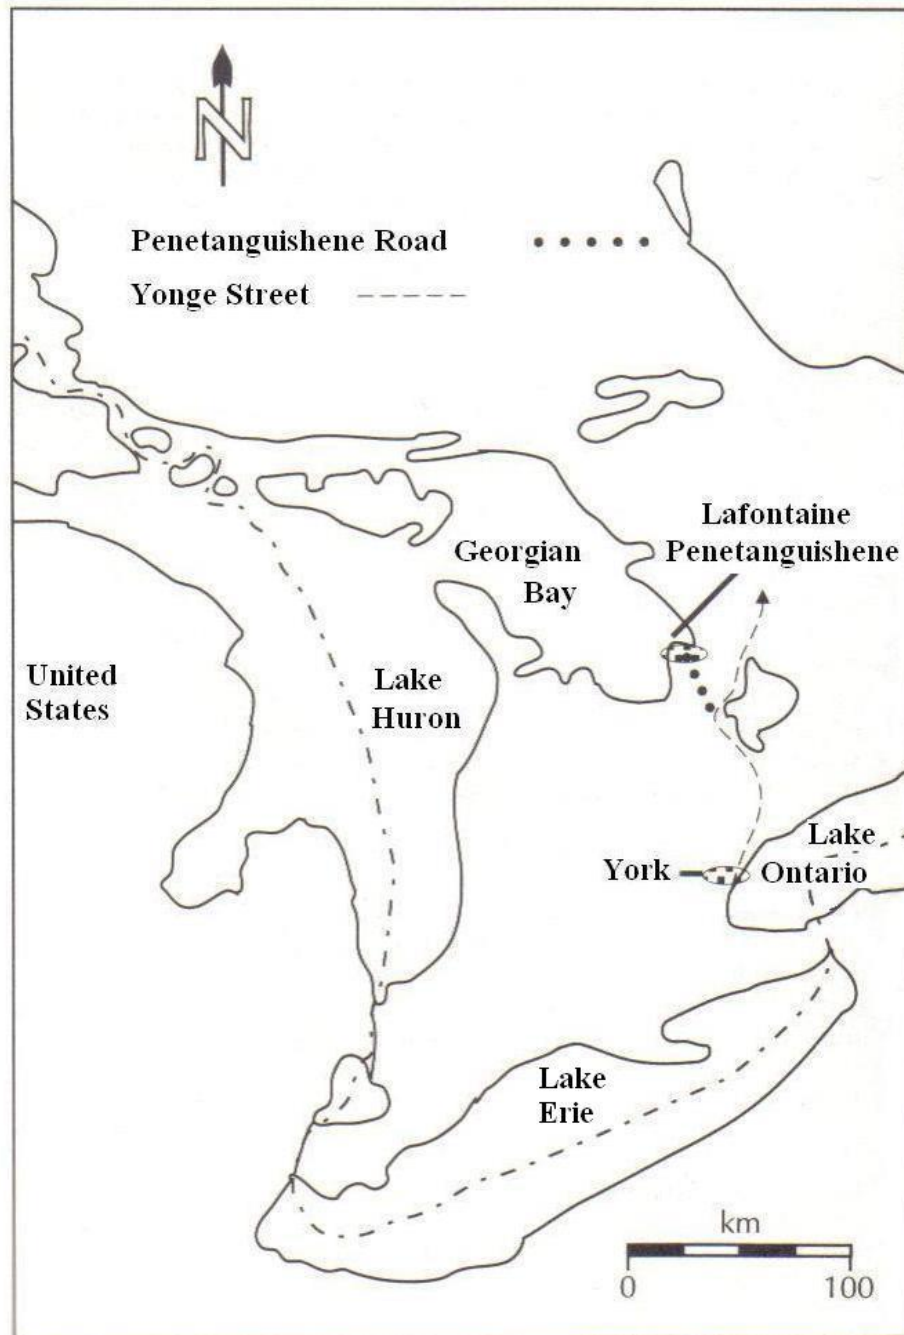 N
Penetanguishene Road
Yonge Street
Lafontaine
Penetanguishene
Georgian
Bay
United
States
Lake
Huron
Lake
Ontario
York
Lake
Erie
km
0 100